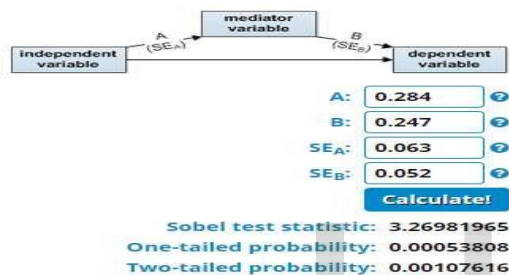 mediator
variable
A
(SEA)
B
(SEB)
independent
variable
dependent
variable
A: 0.284
B: 0.247
SEA: 0.063
SEB: 0.052
Calculate!
Sobel test statistic: 3.26981965
One-tailed probability: 0.00053808
Two-tailed probability: 0.00107616